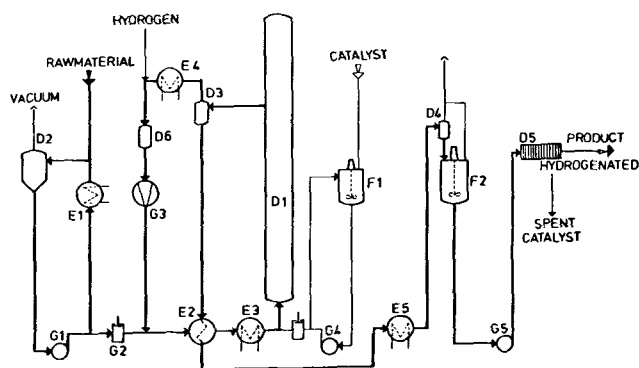 HYDROGEN
RAWMATERIAL
VACUUM
D2
E4
D3
D6
G3
E1
D1
CATALYST
F1
D4
F2
D5
PRODUCT
HYDROGENATED
SPENT
CATALYST
G1
G2
E2
E3
G4
E5
G5